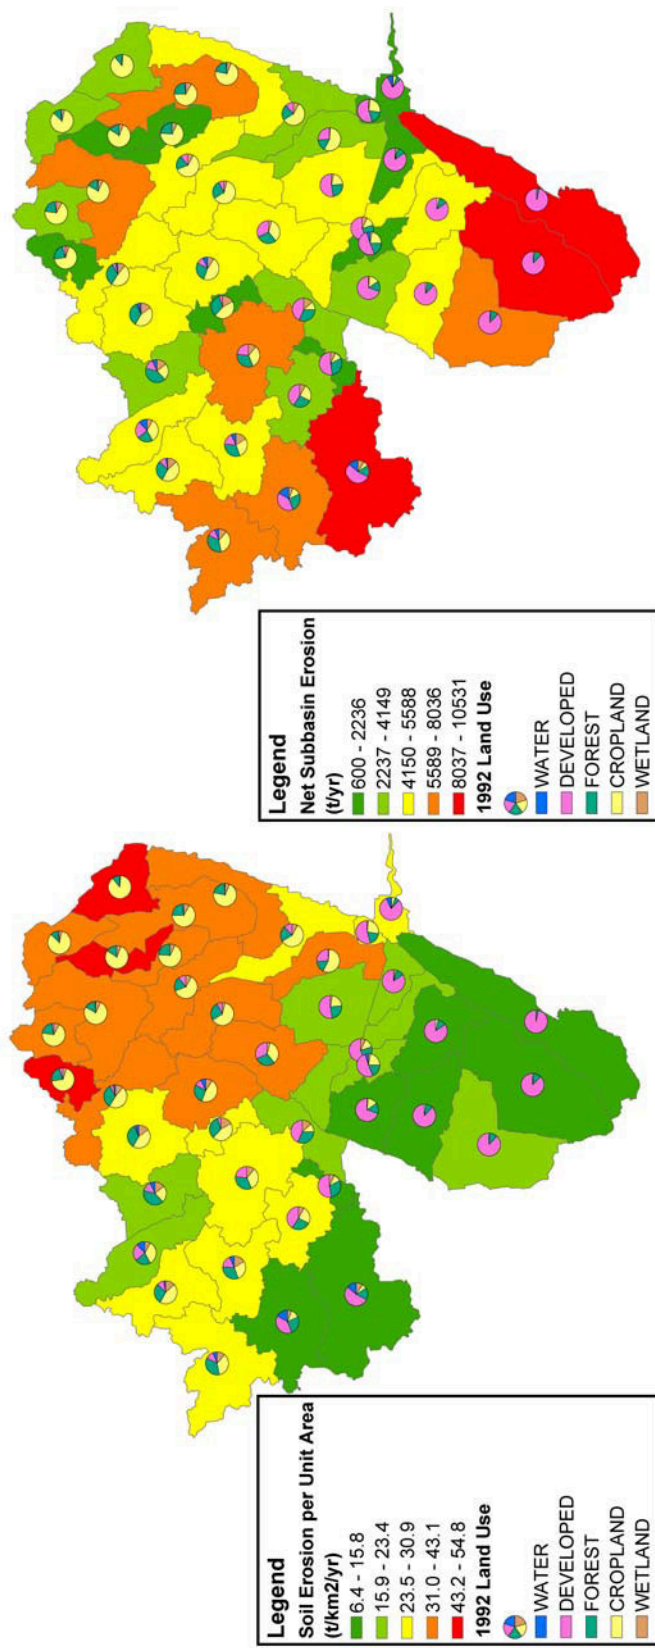 Legend
Soil Erosion per Unit Area
(t/km2/yr)
6.4 - 15.8
15.9 - 23.4
23.5 - 30.9
31.0 - 43.1
43.2 - 54.8
1992 Land Use
WATER
DEVELOPED
FOREST
CROPLAND
WETLAND
Legend
Net Subbasin Erosion
(t/yr)
600 - 2236
2237 - 4149
4150 - 5588
5589 - 8036
8037 - 10531
1992 Land Use
WATER
DEVELOPED
FOREST
CROPLAND
WETLAND